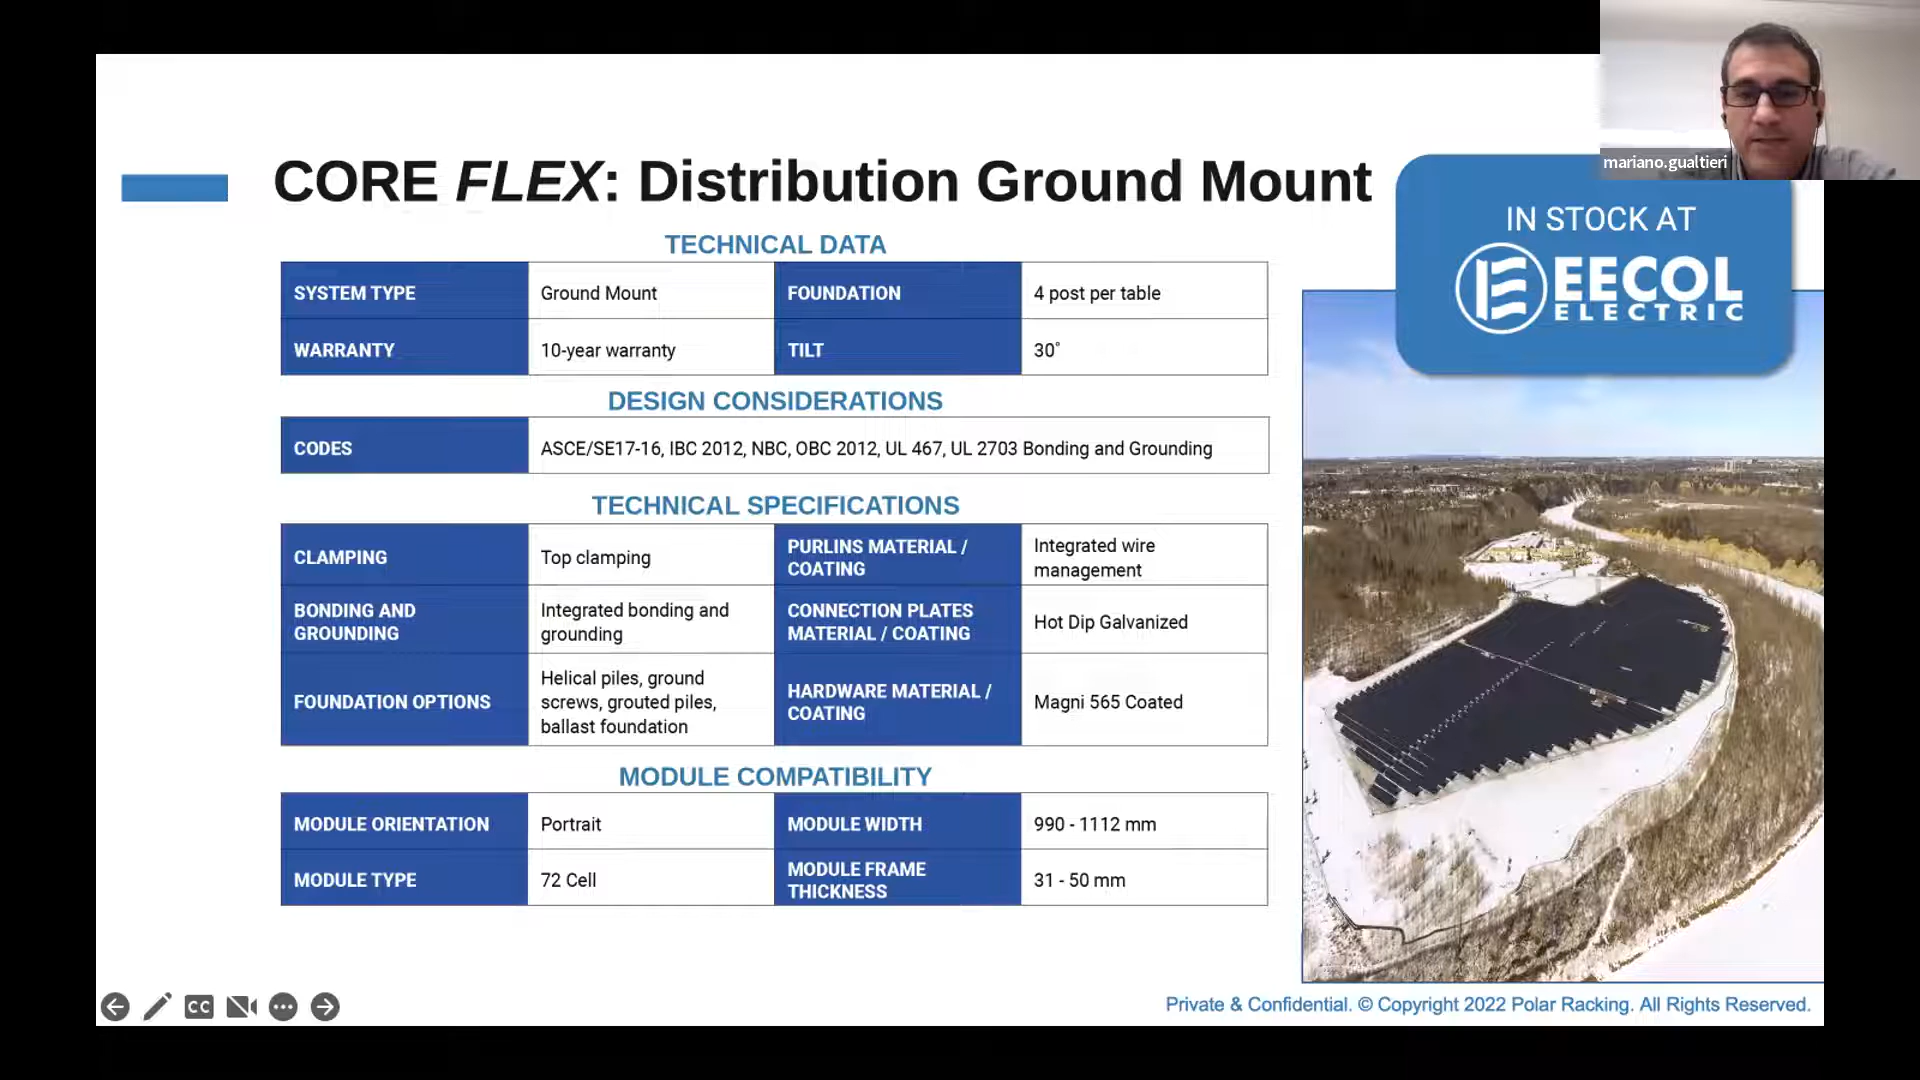 mariano.gualtieri
CORE FLEX: Distribution Ground Mount
IN STOCK AT
EECOL
ELECTRIC
TECHNICAL DATA
SYSTEM TYPE
Ground Mount
FOUNDATION
4 post per table
WARRANTY
10-year warranty
TILT
30°
DESIGN CONSIDERATIONS
CODES
ASCE/SE17-16, IBC 2012, NBC, OBC 2012, UL 467, UL 2703 Bonding and Grounding
TECHNICAL SPECIFICATIONS
CLAMPING
Top clamping
PURLINS MATERIAL /
COATING
Integrated wire
management
BONDING AND
GROUNDING
Integrated bonding and
grounding
CONNECTION PLATES
MATERIAL / COATING
Hot Dip Galvanized
FOUNDATION OPTIONS
Helical piles, ground
screws, grouted piles,
ballast foundation
HARDWARE MATERIAL /
COATING
Magni 565 Coated
MODULE COMPATIBILITY
MODULE ORIENTATION
Portrait
MODULE WIDTH
990 - 1112 mm
MODULE TYPE
72 Cell
MODULE FRAME
THICKNESS
31 - 50 mm
CC
Private & Confidential. © Copyright 2022 Polar Racking. All Rights Reserved.